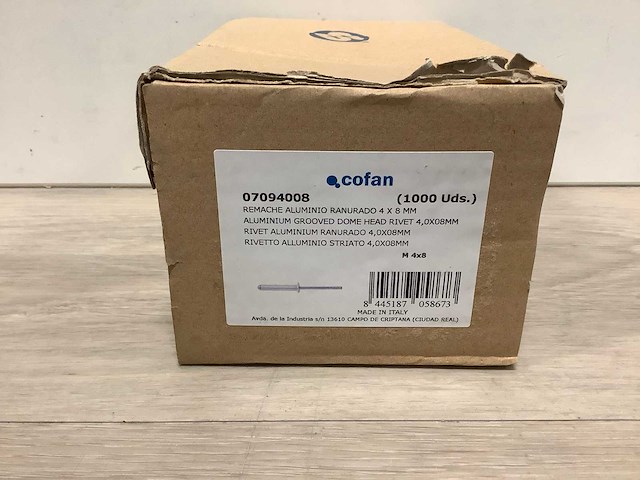 cofan
07094008 (1000 Uds.)
REMACHE ALUMINIO RANURADO 4 X 8 MM
ALUMINIUM GROOVED DOME HEAD RIVET 4,0X08MM
RIVET ALUMINIUM RANURADO 4,0X08MM
RIVETTO ALLUMINIO STRIATO 4,0X08MM
M 4x8
8 445187 058673
MADE IN ITALY
Avda. de la Industria s/n 13610 CAMPO DE CRIPTANA (CIUDAD REAL)